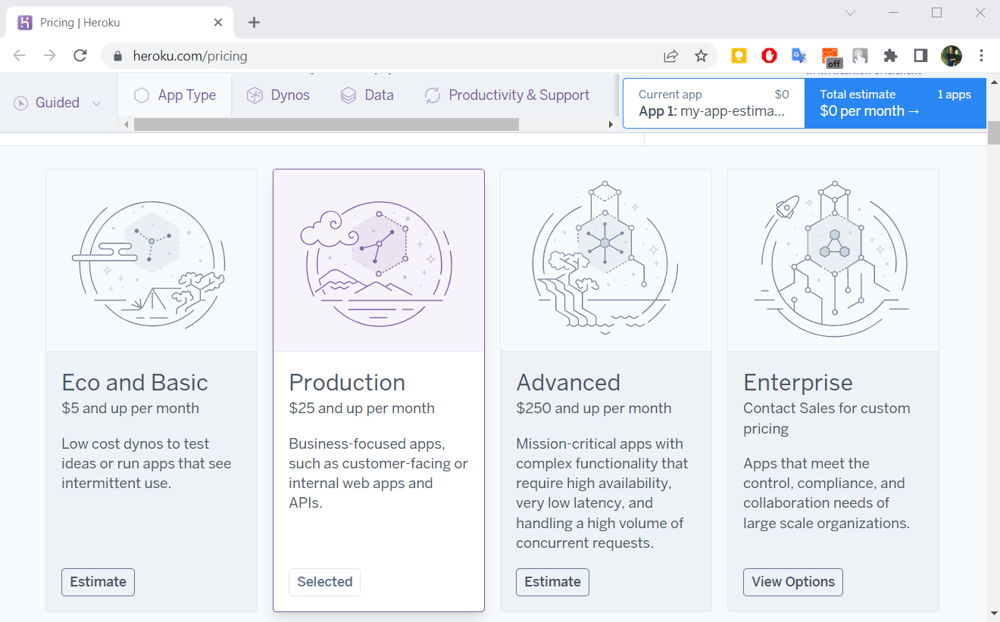 Pricing | Heroku
heroku.com/pricing
off
Guided
App Type
Dynos
Data
Productivity & Support
Current app $0
App 1: my-app-estima...
Total estimate 1 apps
$0 per month →
Eco and Basic
$5 and up per month
Low cost dynos to test
ideas or run apps that see
intermittent use.
Estimate
Production
$25 and up per month
Business-focused apps,
such as customer-facing or
internal web apps and
APIs.
Selected
Advanced
$250 and up per month
Mission-critical apps with
complex functionality that
require high availability,
very low latency, and
handling a high volume of
concurrent requests.
Estimate
Enterprise
Contact Sales for custom
pricing
Apps that meet the
control, compliance, and
collaboration needs of
large scale organizations.
View Options